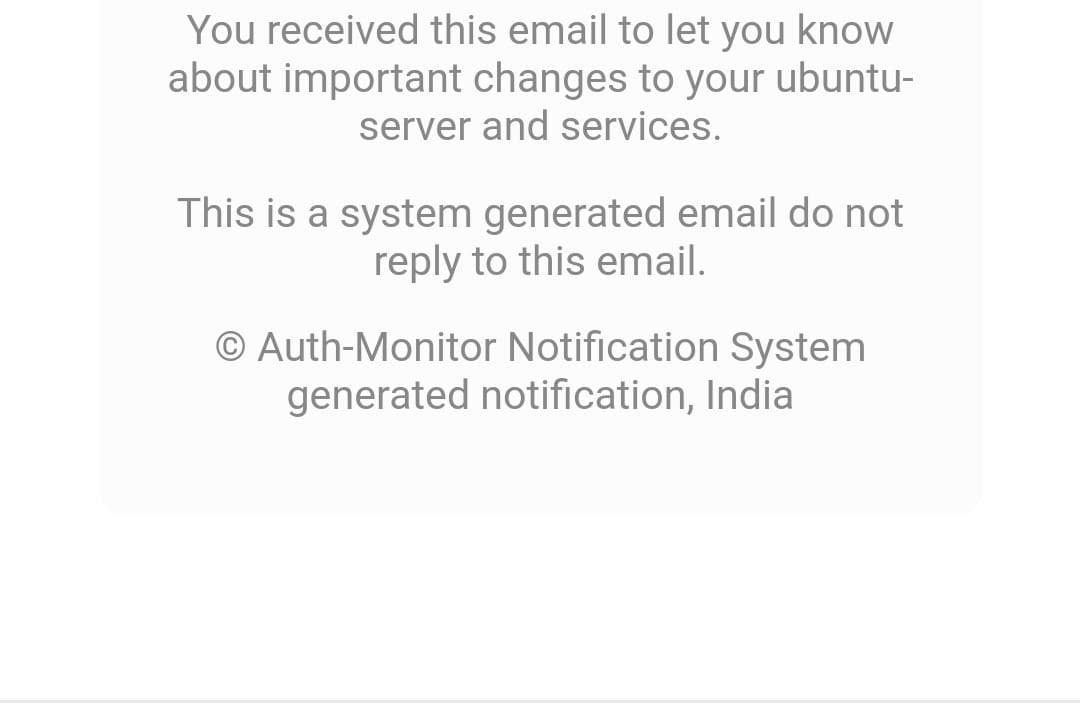 You received this email to let you know
about important changes to your ubuntu-
server and services.
This is a system generated email do not
reply to this email.
© Auth-Monitor Notification System
generated notification, India